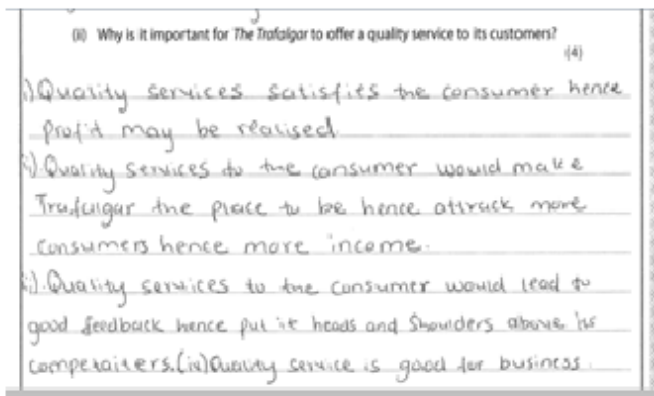 (ii) Why is it important for The Trafalgar to offer a quality service to its customers?
(4)
i) Quality services satisfies the consumer hence
profit may be realised.
ii) Quality services to the consumer would make
Trafalgar the place to be hence attrack more
consumers hence more income.
iii). Quality services to the consumer would lead to
good feedback hence put it heads and shoulders above its
comperaiters. (iv) Quality service is good for business.